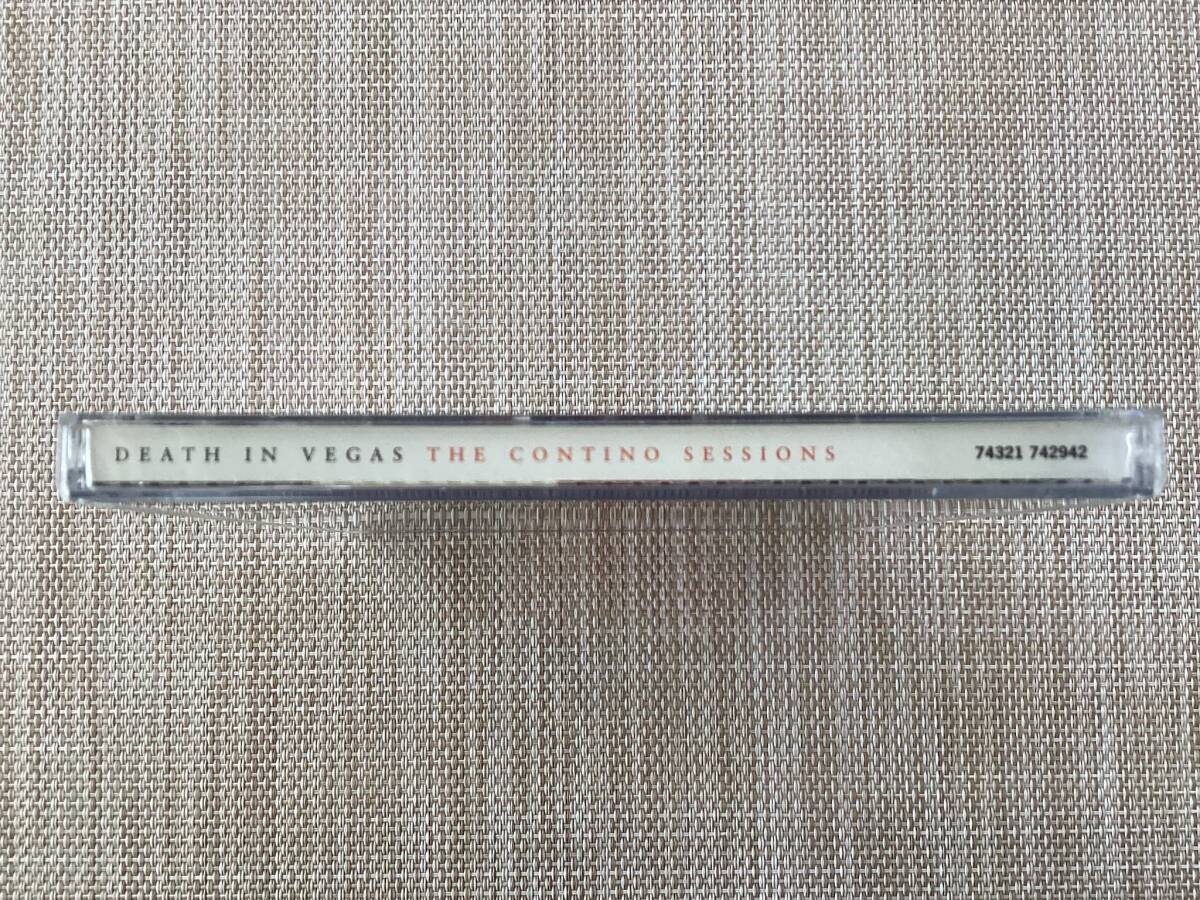 DEATH IN VEGAS THE CONTINO SESSIONS 74321 742942